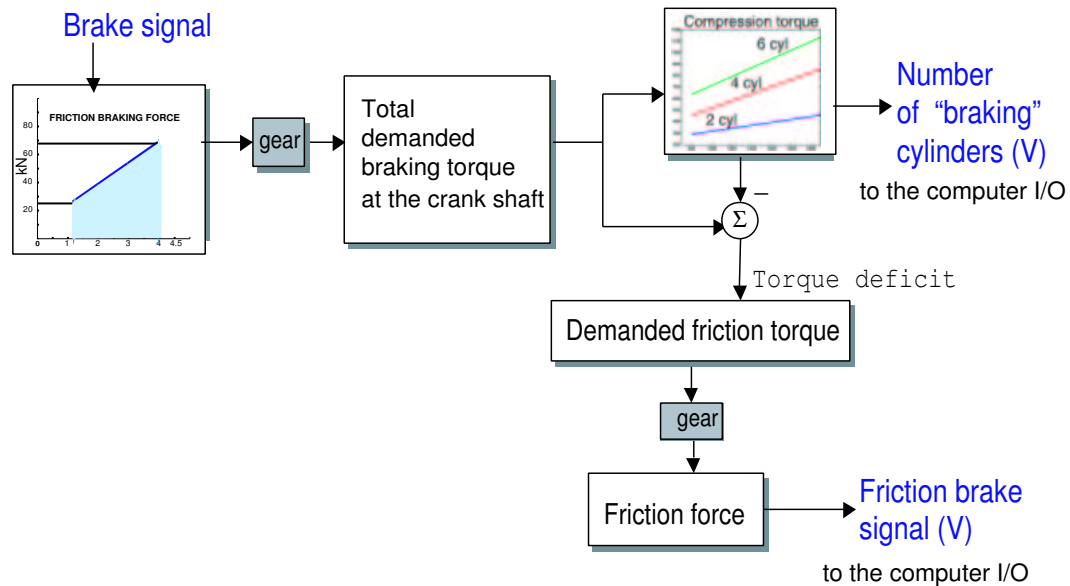 Brake signal
FRICTION BRAKING FORCE
kN
80
60
40
20
0
1
2
3
4
4.5
gear
Total
demanded
braking torque
at the crank shaft
Compression torque
6 cyl
4 cyl
2 cyl
Number
of “braking”
cylinders (V)
to the computer I/O
–
Σ
Torque deficit
Demanded friction torque
gear
Friction force
Friction brake
signal (V)
to the computer I/O